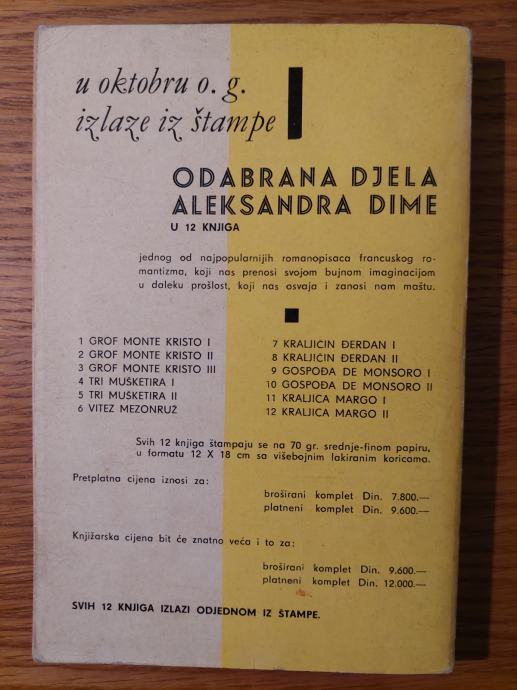 u oktobru o. g.
izlaze iz štampe
ODABRANA DJELA
ALEKSANDRA DIME
U 12 KNJIGA
jednog od najpopularnijih romanopisaca francuskog ro-
mantizma, koji nas prenosi svojom bujnom imaginacijom
u daleku prošlost, koji nas osvaja i zanosi nam maštu.
1 GROF MONTE KRISTO I
2 GROF MONTE KRISTO II
3 GROF MONTE KRISTO III
4 TRI MUŠKETIRA I
5 TRI MUŠKETIRA II
6 VITEZ MEZONRUŽ
7 KRALJIČIN ĐERDAN I
8 KRALJIČIN ĐERDAN II
9 GOSPOĐA DE MONSORO I
10 GOSPOĐA DE MONSORO II
11 KRALJICA MARGO I
12 KRALJICA MARGO II
Svih 12 knjiga štampaju se na 70 gr. srednje-finom papiru,
u formatu 12 X 18 cm sa višebojnim lakiranim koricama.
Pretplatna cijena iznosi za:
broširani komplet Din. 7.800.—
platneni komplet Din. 9.600.—
Knjižarska cijena bit će znatno veća i to za:
broširani komplet Din. 9.600.—
platneni komplet Din. 12.000.—
SVIH 12 KNJIGA IZLAZI ODJEDNOM IZ ŠTAMPE.